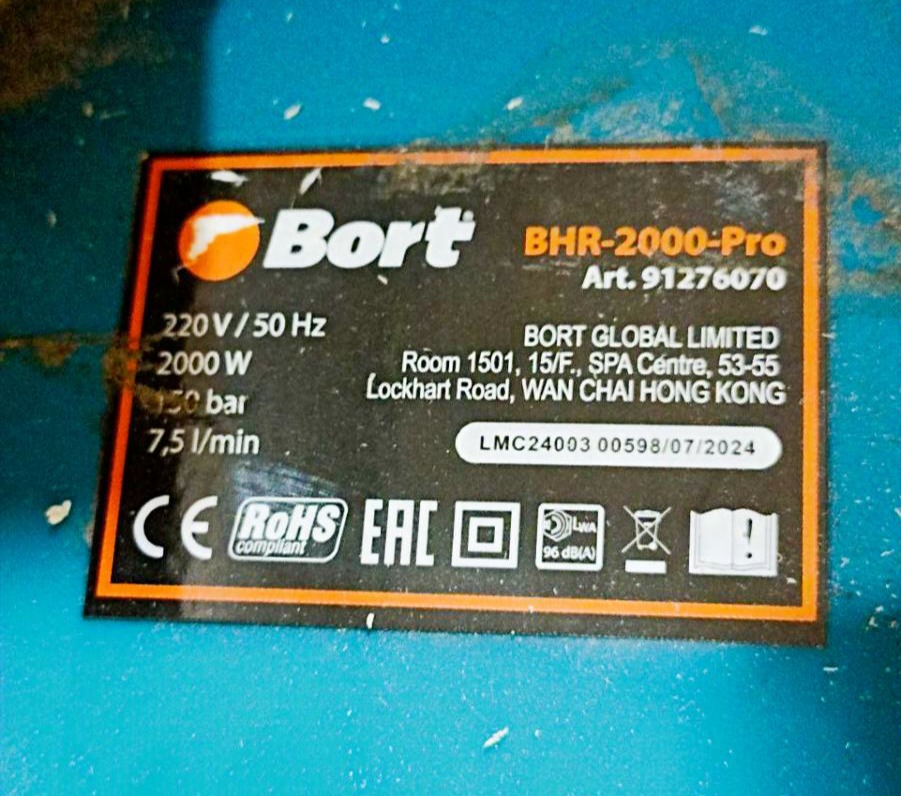 Bort
BHR-2000-Pro
Art. 91276070
220 V / 50 Hz
2000 W
bar
7,5 l/min
BORT GLOBAL LIMITED
Room 1501, 15/F., SPA Centre, 53-55
Lockhart Road, WAN CHAI HONG KONG
LMC24003 00598/07/2024
CE
RoHS
compliant
EAC
LWA
96 dB(A)